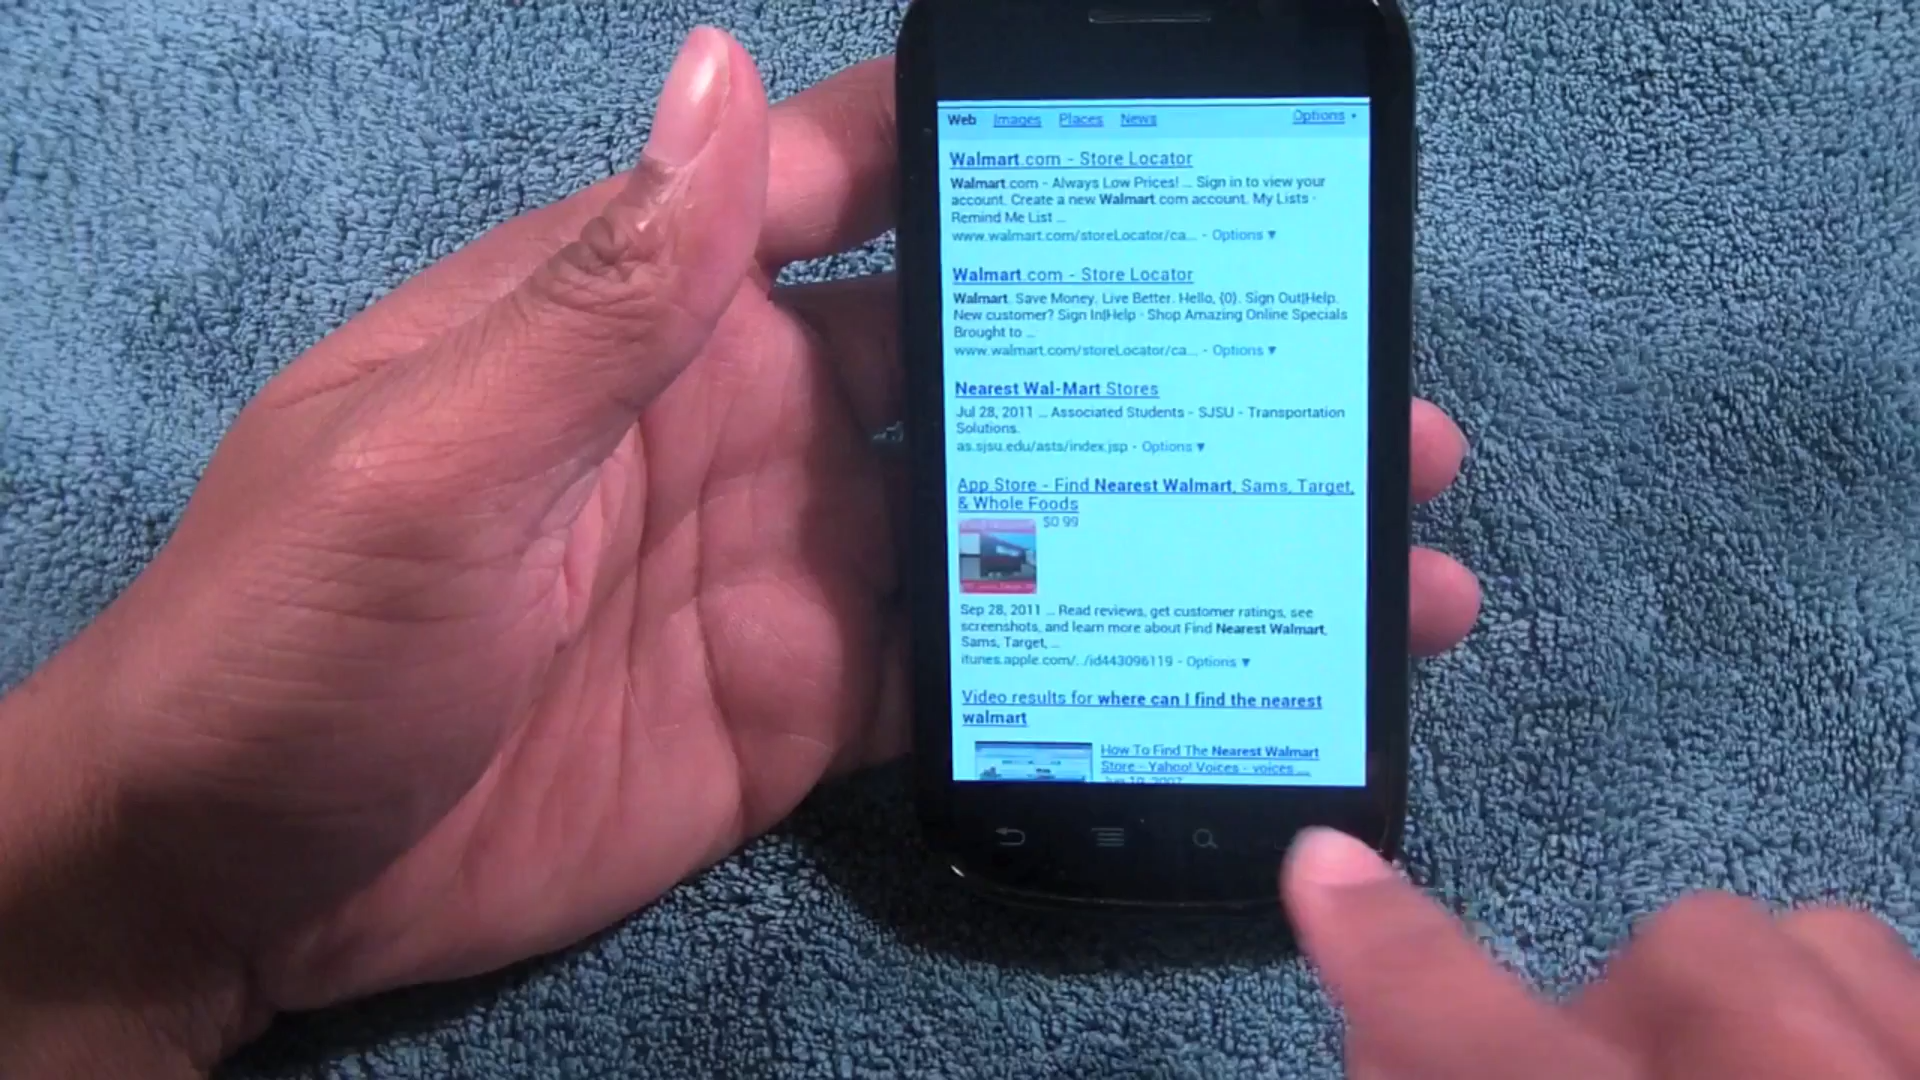 Web Images Places News Options
Walmart.com - Store Locator
Walmart.com - Always Low Prices! ... Sign in to view your
account. Create a new Walmart.com account. My Lists ·
Remind Me List ...
www.walmart.com/storeLocator/ca... - Options ▼
Walmart.com - Store Locator
Walmart. Save Money. Live Better. Hello, {0}. Sign Out|Help.
New customer? Sign In|Help · Shop Amazing Online Specials
Brought to ...
www.walmart.com/storeLocator/ca... - Options ▼
Nearest Wal-Mart Stores
Jul 28, 2011 ... Associated Students - SJSU - Transportation
Solutions.
as.sjsu.edu/asts/index.jsp - Options ▼
App Store - Find Nearest Walmart, Sams, Target,
& Whole Foods
$0.99
Sep 28, 2011 ... Read reviews, get customer ratings, see
screenshots, and learn more about Find Nearest Walmart,
Sams, Target, ...
itunes.apple.com/../id443096119 - Options ▼
Video results for where can I find the nearest
walmart
How To Find The Nearest Walmart
Store - Yahoo! Voices - voices ...
Jun 19, 2007